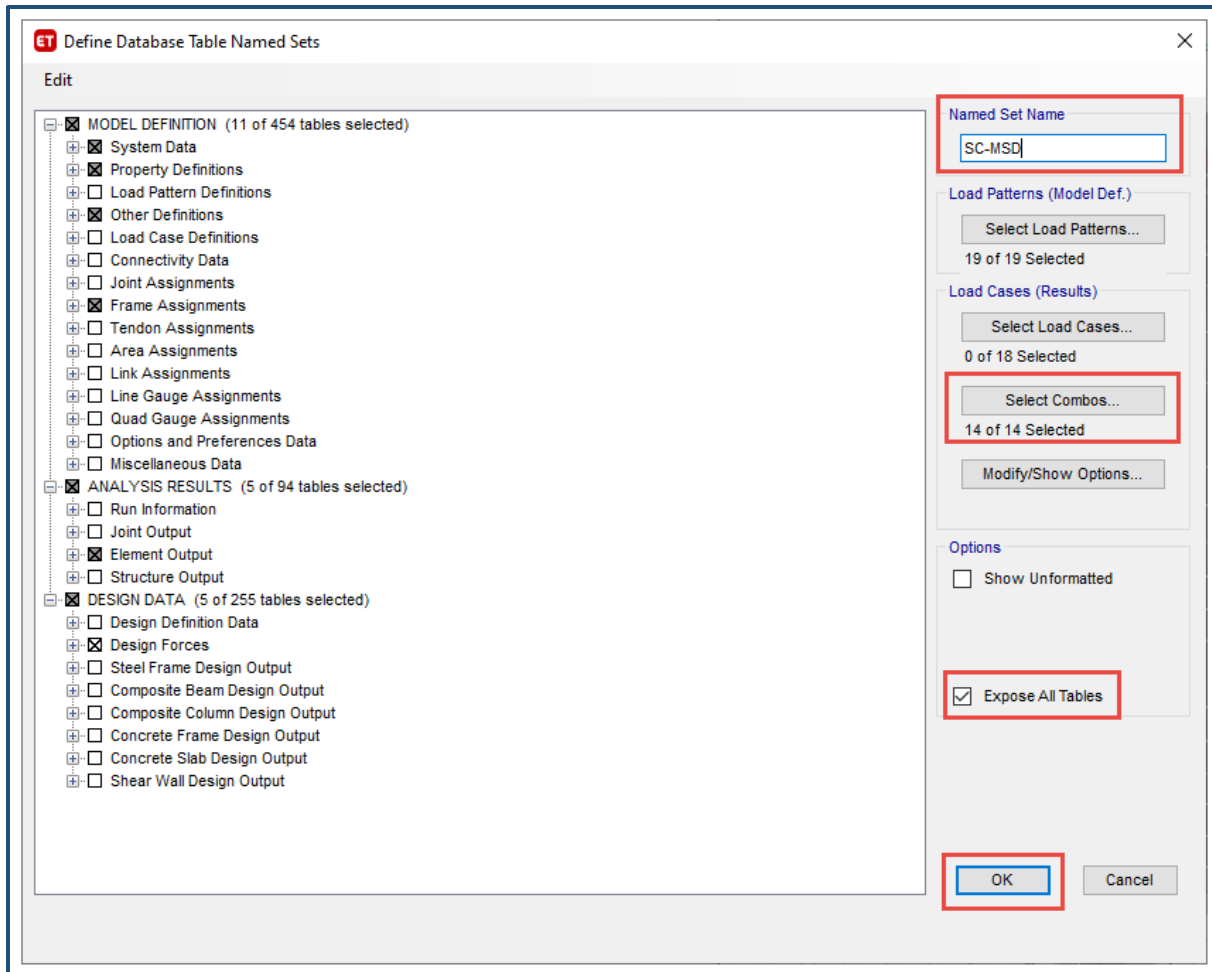 ET Define Database Table Named Sets
Edit
MODEL DEFINITION (11 of 454 tables selected)
System Data
Property Definitions
Load Pattern Definitions
Other Definitions
Load Case Definitions
Connectivity Data
Joint Assignments
Frame Assignments
Tendon Assignments
Area Assignments
Link Assignments
Line Gauge Assignments
Quad Gauge Assignments
Options and Preferences Data
Miscellaneous Data
ANALYSIS RESULTS (5 of 94 tables selected)
Run Information
Joint Output
Element Output
Structure Output
DESIGN DATA (5 of 255 tables selected)
Design Definition Data
Design Forces
Steel Frame Design Output
Composite Beam Design Output
Composite Column Design Output
Concrete Frame Design Output
Concrete Slab Design Output
Shear Wall Design Output
Named Set Name
SC-MSD
Load Patterns (Model Def.)
Select Load Patterns...
19 of 19 Selected
Load Cases (Results)
Select Load Cases...
0 of 18 Selected
Select Combos...
14 of 14 Selected
Modify/Show Options...
Options
Show Unformatted
Expose All Tables
OK Cancel